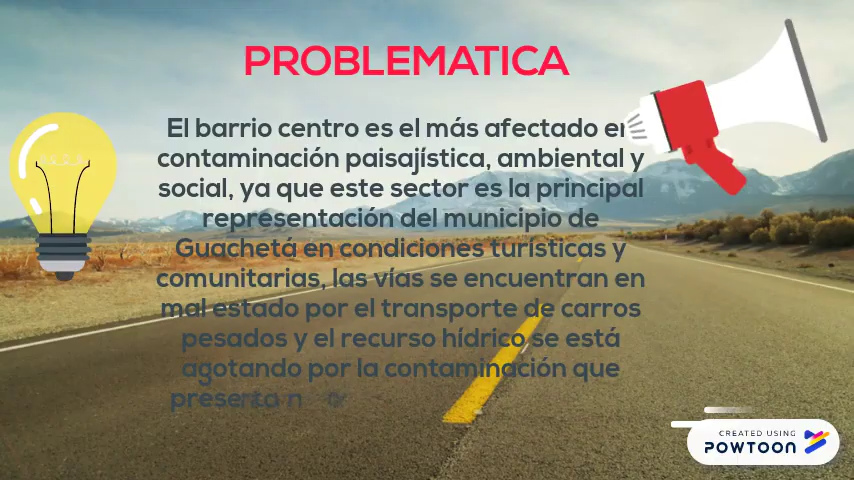 PROBLEMATICA
El barrio centro es el más afectado en
contaminación paisajística, ambiental y
social, ya que este sector es la principal
representación del municipio de
Guachetá en condiciones turísticas y
comunitarias, las vías se encuentran en
mal estado por el transporte de carros
pesados y el recurso hídrico se está
agotando por la contaminación que
CREATED USING
POWTOON